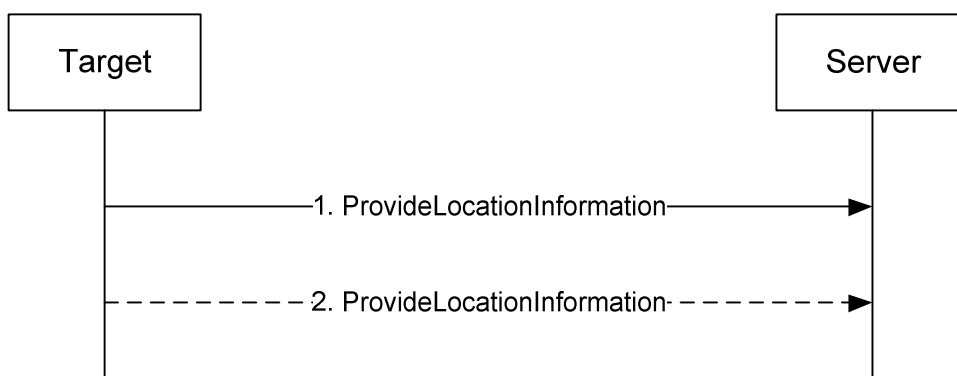 Target
Server
1. ProvideLocationInformation
2. ProvideLocationInformation